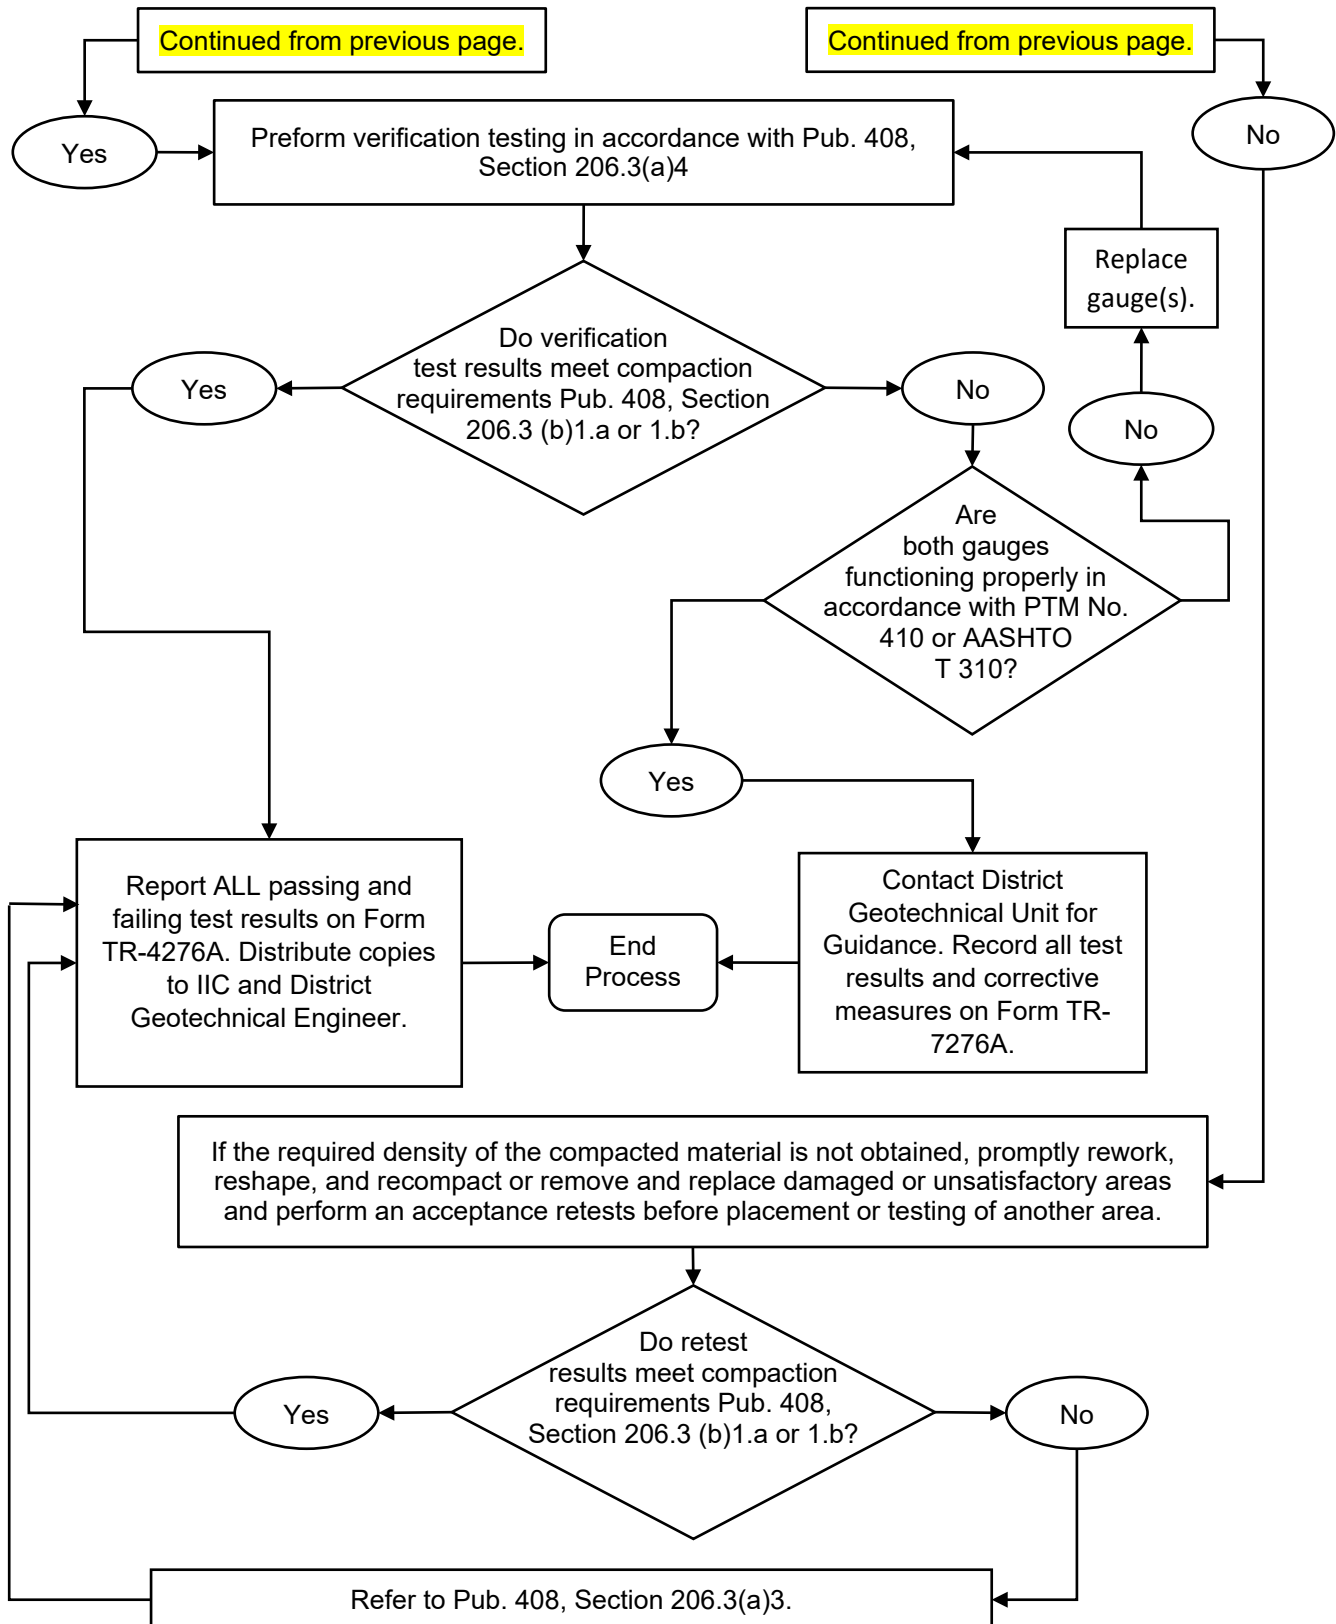 Continued from previous page.
Continued from previous page.
Yes
Preform verification testing in accordance with Pub. 408,
Section 206.3(a)4
No
Replace
gauge(s).
Do verification
test results meet compaction
requirements Pub. 408, Section
206.3 (b)1.a or 1.b?
Yes
No
No
Are
both gauges
functioning properly in
accordance with PTM No.
410 or AASHTO
T 310?
Yes
Report ALL passing and
failing test results on Form
TR-4276A. Distribute copies
to IIC and District
Geotechnical Engineer.
End
Process
Contact District
Geotechnical Unit for
Guidance. Record all test
results and corrective
measures on Form TR-
7276A.
If the required density of the compacted material is not obtained, promptly rework,
reshape, and recompact or remove and replace damaged or unsatisfactory areas
and perform an acceptance retests before placement or testing of another area.
Do retest
results meet compaction
requirements Pub. 408,
Section 206.3 (b)1.a or 1.b?
Yes
No
Refer to Pub. 408, Section 206.3(a)3.